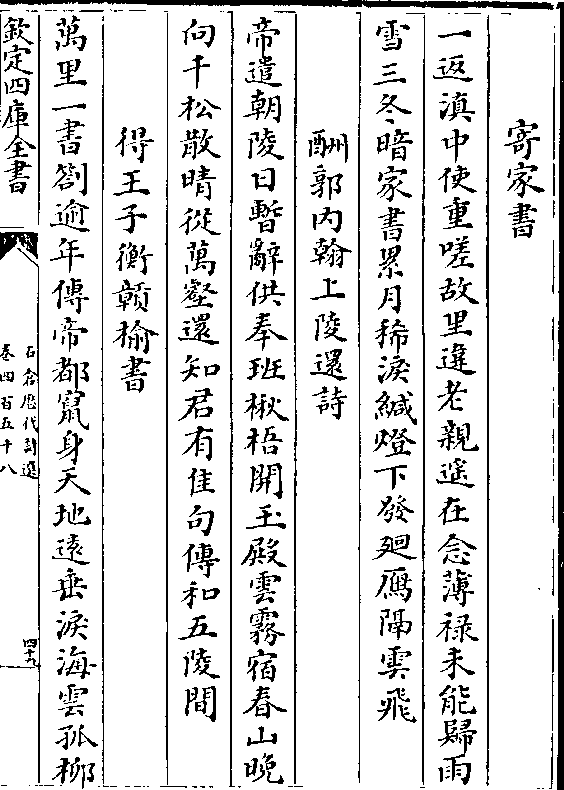 寄家書
一返滇中使重嗟故里違老親遥在念薄禄未能歸雨
雪三冬暗家書累月稀淚緘燈下發廻鴈隔雲飛
酬郭内翰上陵還詩
帝遣朝陵日暫辭供奉班楸梧開玉殿雲霧宿春山晚
向千松散晴從萬壑還知君有佳句傳和五陵間
得王子衡贛榆書
萬里一書劄逾年傳帝都竄身天地遠垂淚海雲孤柳
欽定四庫全書
石倉歴代詩選
卷四百五十八
四十九